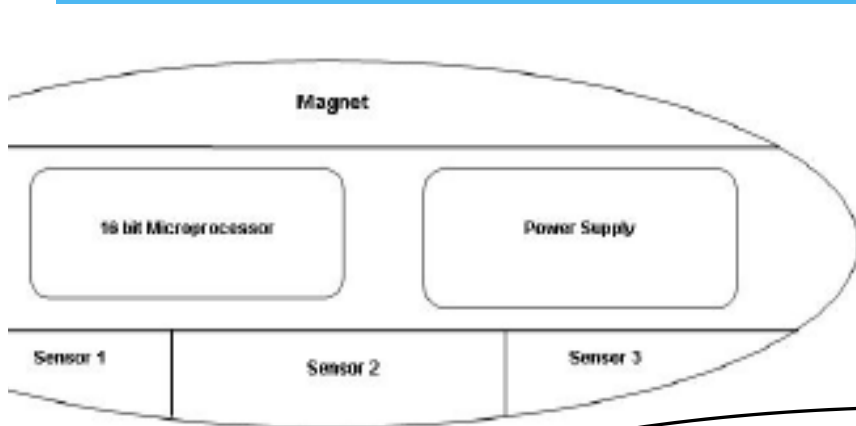 Magnet
16 bit Microprocessor
Power Supply
Sensor 1
Sensor 2
Sensor 3